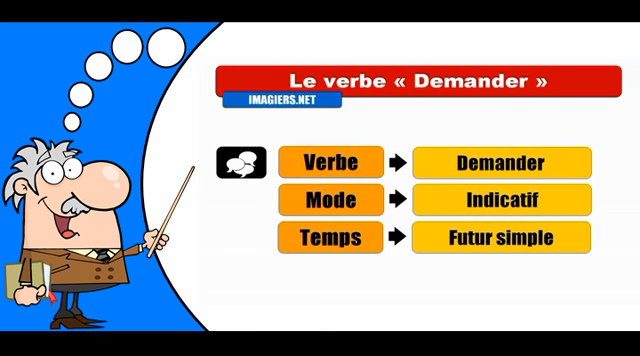 Le verbe « Demander »
IMAGIERS.NET
Verbe Demander
Mode Indicatif
Temps Futur simple